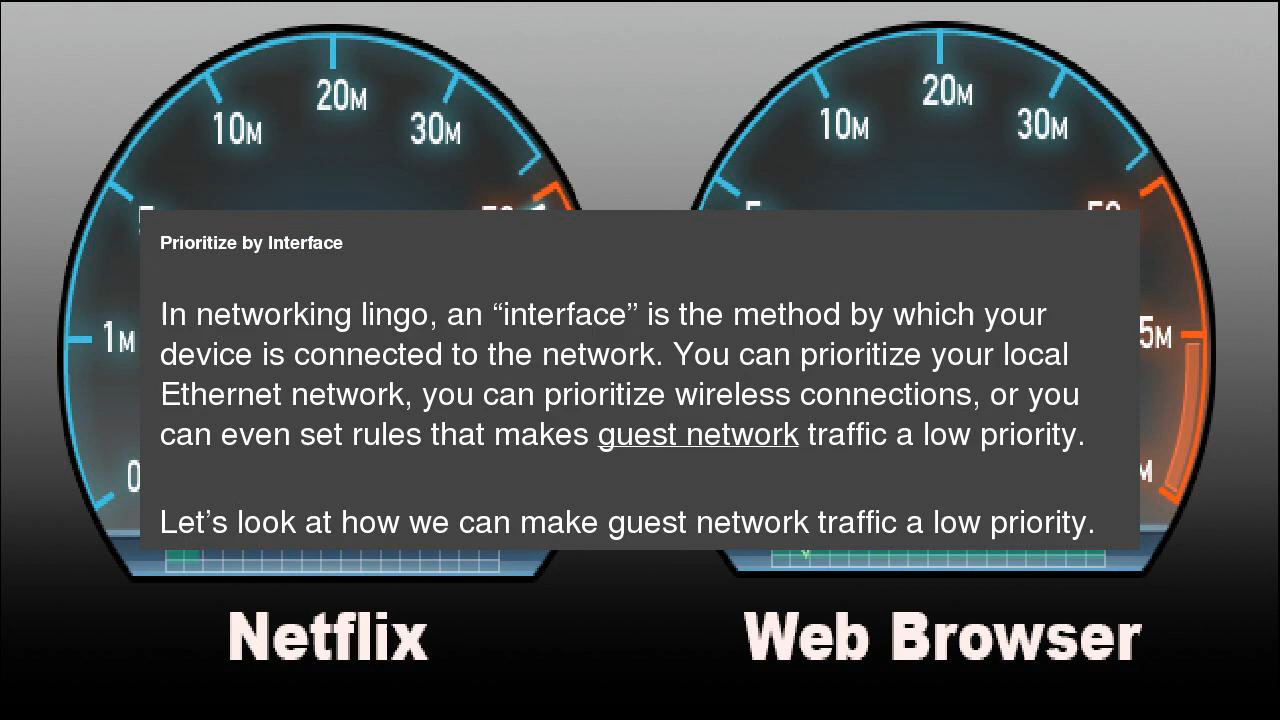 20M
20M
10M
30M
10M
30M
Prioritize by Interface
In networking lingo, an “interface” is the method by which your
device is connected to the network. You can prioritize your local
Ethernet network, you can prioritize wireless connections, or you
can even set rules that makes guest network traffic a low priority.
Let’s look at how we can make guest network traffic a low priority.
1M
5M
0
M
Netflix
Web Browser